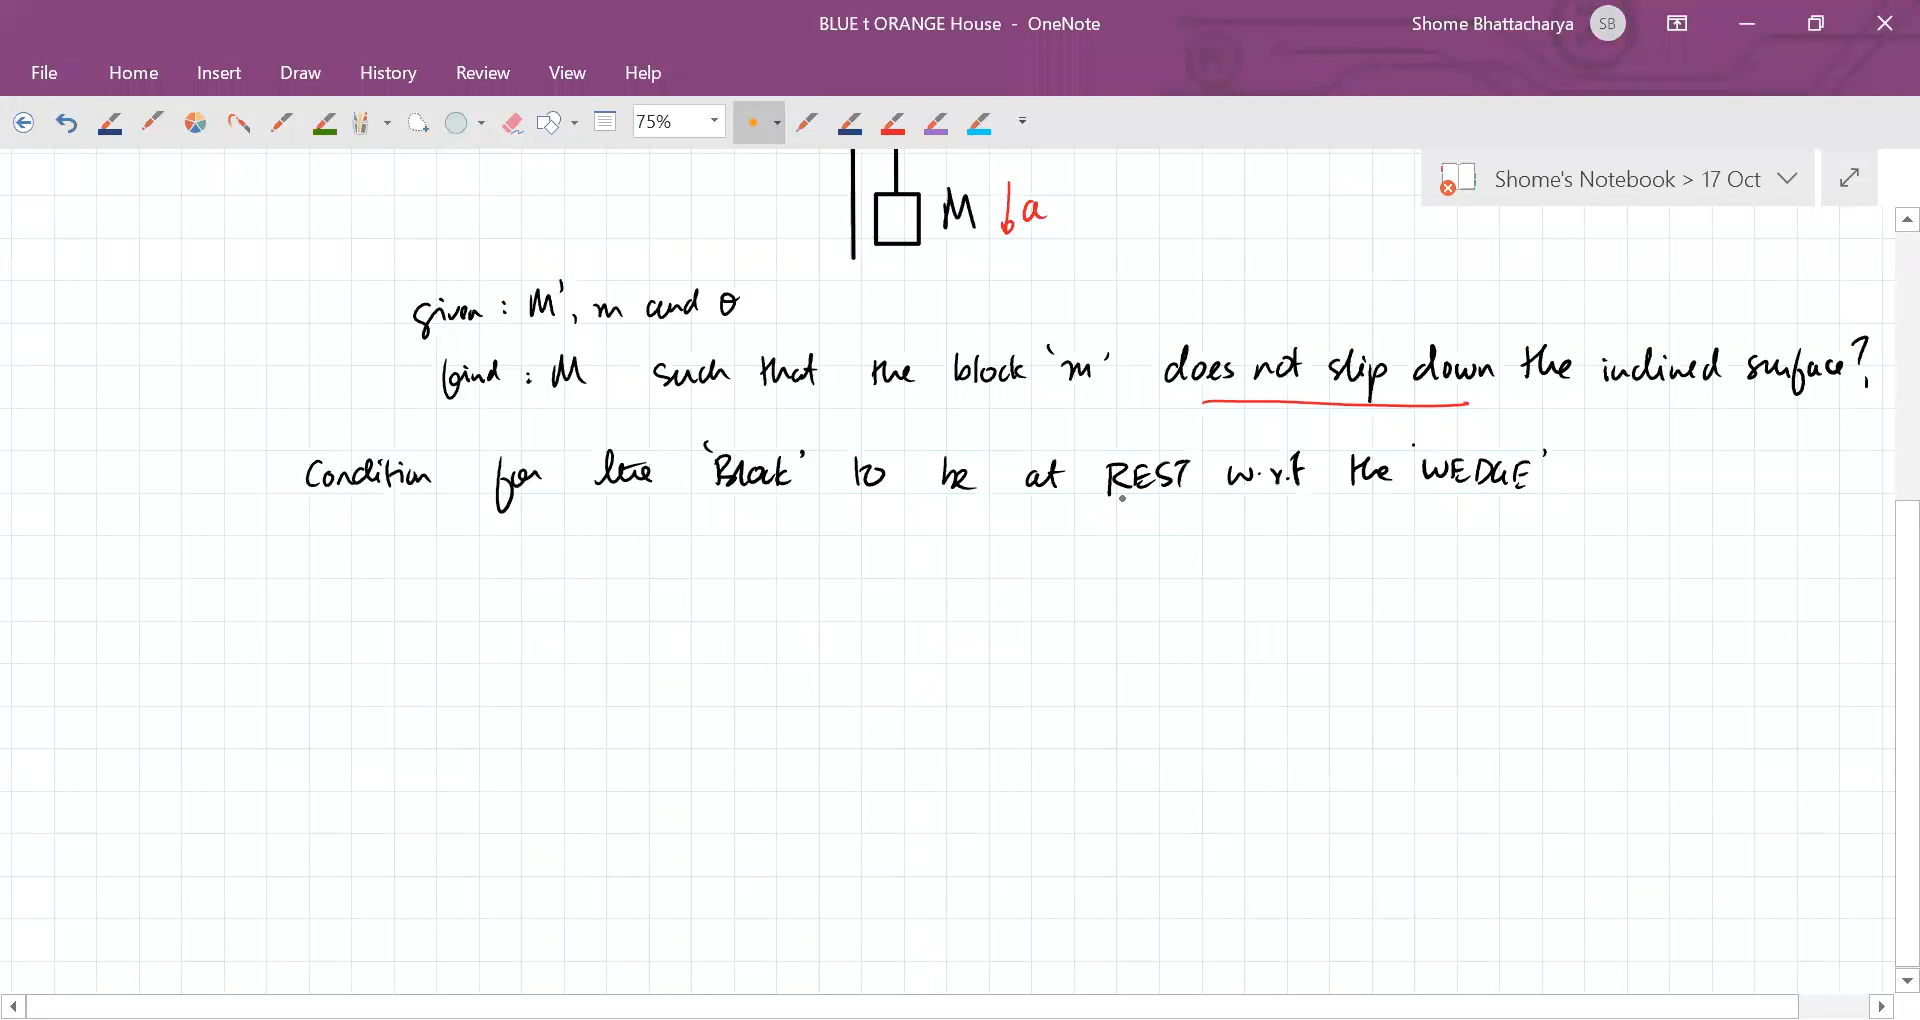 BLUE t ORANGE House - OneNote
Shome Bhattacharya SB
File Home Insert Draw History Review View Help
75%
Shome's Notebook > 17 Oct
M a
given : M', m and θ
find : M such that the block 'm' does not slip down the inclined surface?
Condition for the 'Block' to be at REST w.r.t the 'WEDGE'